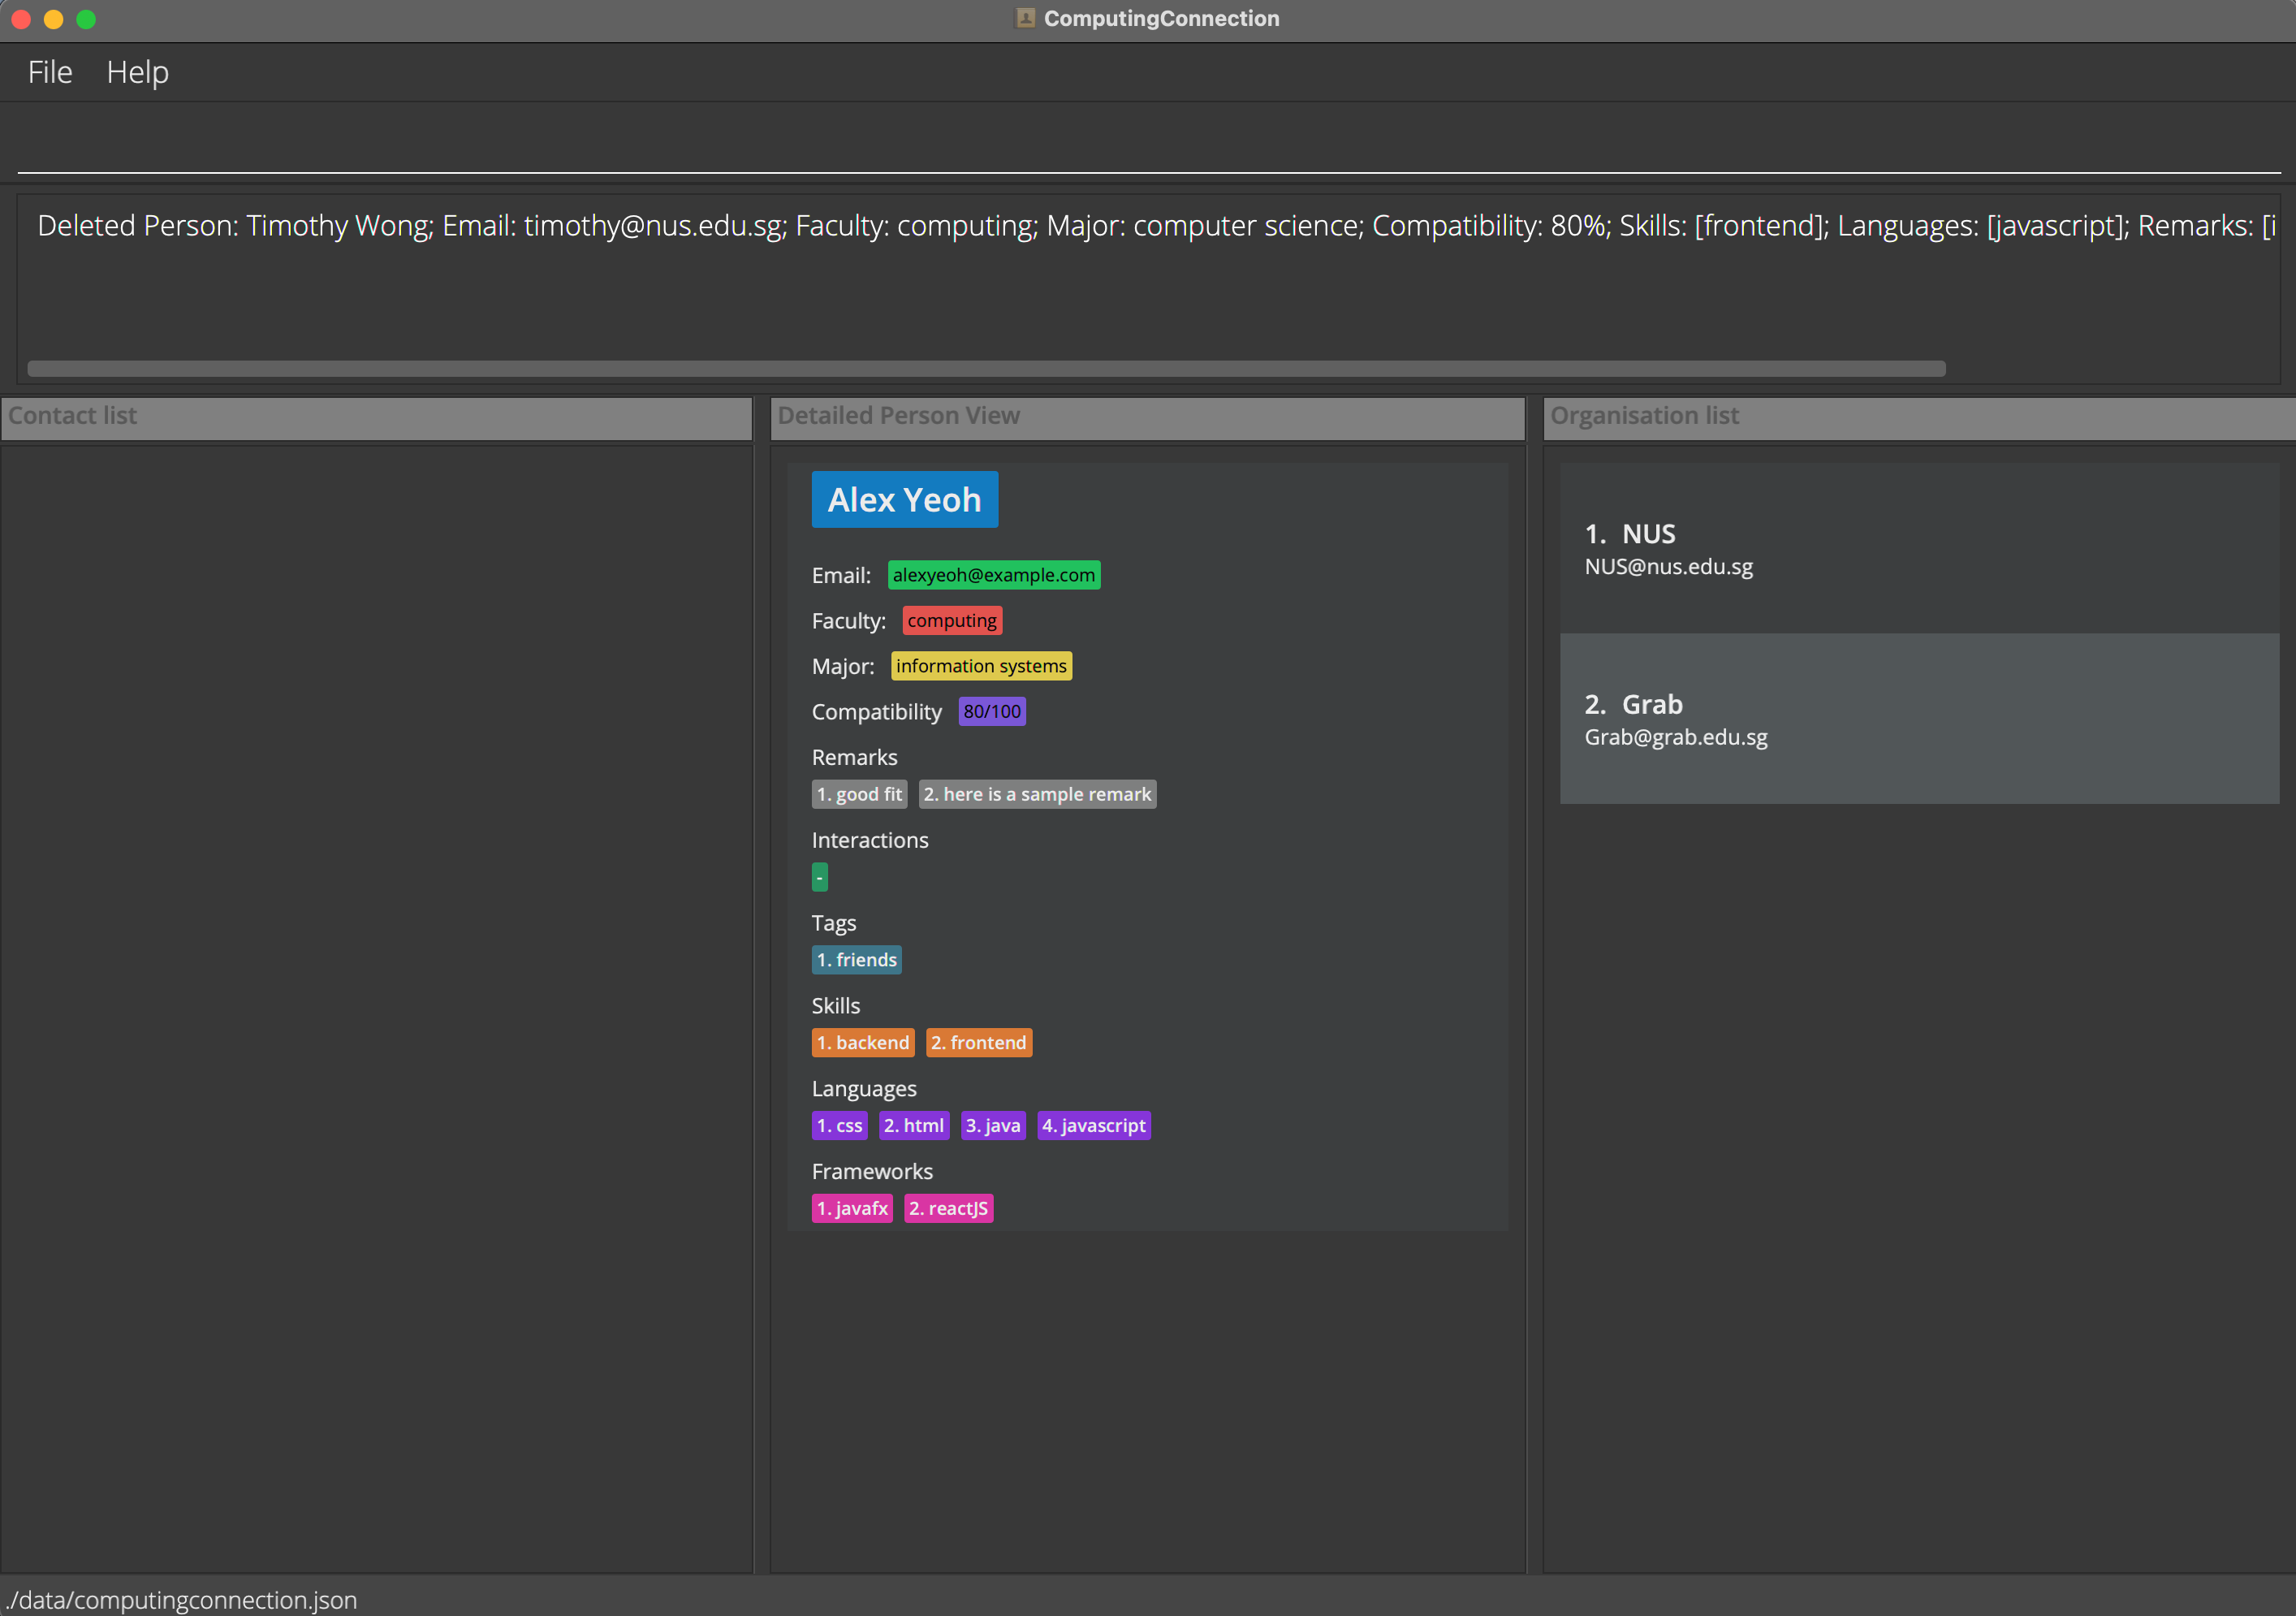 ComputingConnection
File Help
Deleted Person: Timothy Wong; Email: timothy@nus.edu.sg; Faculty: computing; Major: computer science; Compatibility: 80%; Skills: [frontend]; Languages: [javascript]; Remarks: [i
Contact list
Detailed Person View
Alex Yeoh
Email: alexyeoh@example.com
Faculty: computing
Major: information systems
Compatibility 80/100
Remarks
1. good fit 2. here is a sample remark
Interactions
-
Tags
1. friends
Skills
1. backend 2. frontend
Languages
1. css 2. html 3. java 4. javascript
Frameworks
1. javafx 2. reactJS
Organisation list
1. NUS
NUS@nus.edu.sg
2. Grab
Grab@grab.edu.sg
./data/computingconnection.json